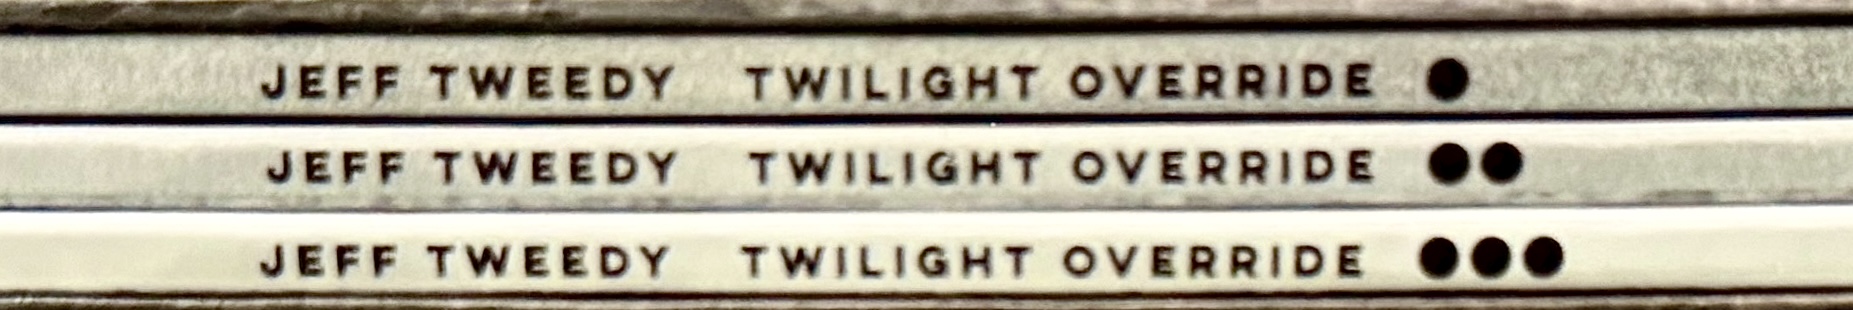 JEFF TWEEDY TWILIGHT OVERRIDE ●
JEFF TWEEDY TWILIGHT OVERRIDE ●●
JEFF TWEEDY TWILIGHT OVERRIDE ●●●